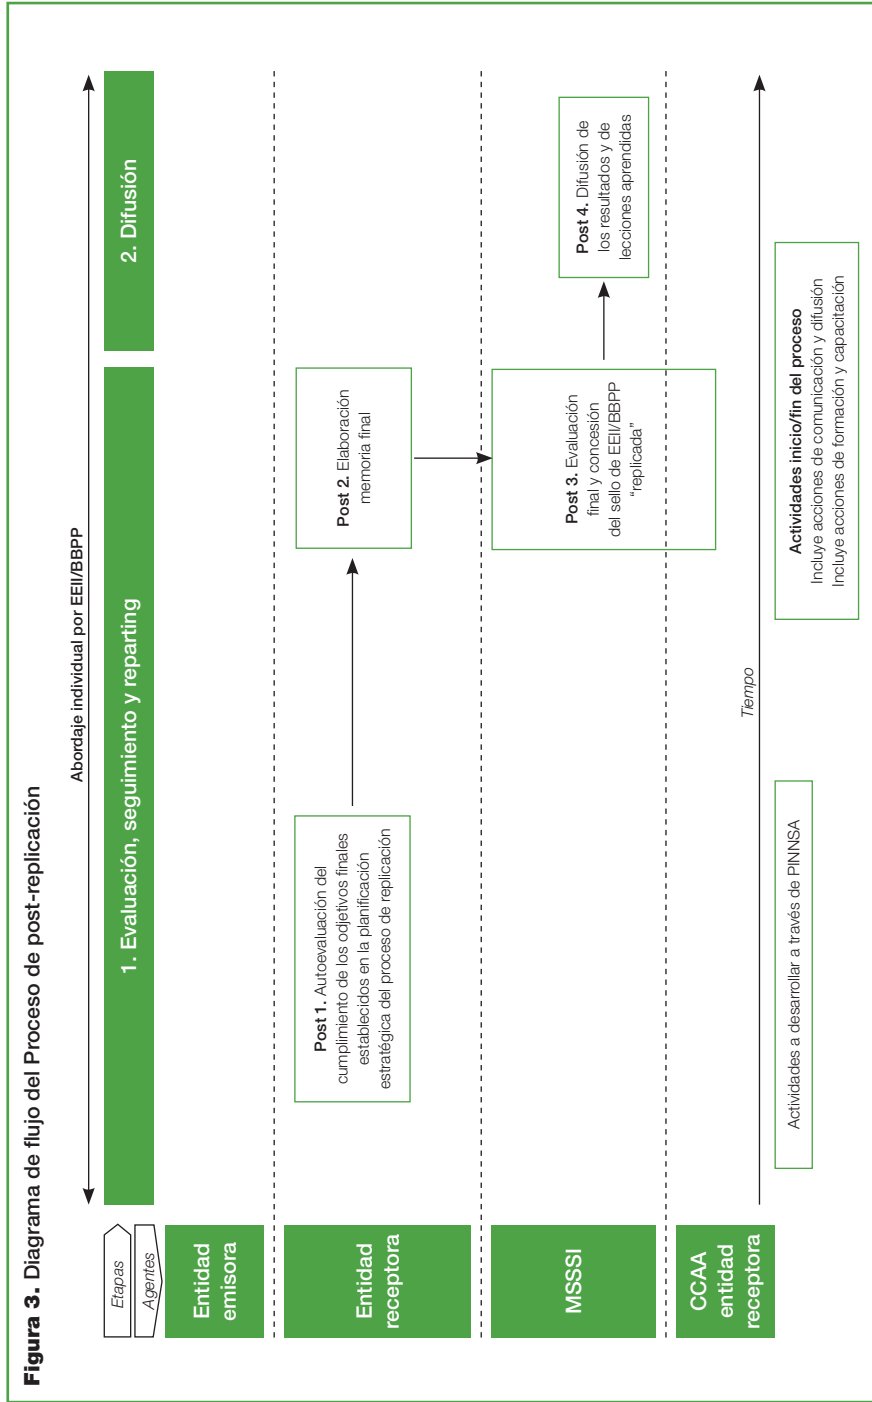 Figura 3. Diagrama de flujo del Proceso de post-replicación
Abordaje individual por EEII/BBPP
Etapas
Agentes
1. Evaluación, seguimiento y reparting
2. Difusión
Entidad
emisora
Entidad
receptora
Post 1. Autoevaluación del
cumplimiento de los odjetivos finales
establecidos en la planificación
estratégica del proceso de replicación
Post 2. Elaboración
memoria final
MSSSI
Post 3. Evaluación
final y concesión
del sello de EEII/BBPP
“replicada”
Post 4. Difusión de
los resultados y de
lecciones aprendidas
CCAA
entidad
receptora
Tiempo
Actividades a desarrollar a través de PINNSA
Actividades inicio/fin del proceso
Incluye acciones de comunicación y difusión
Incluye acciones de formación y capacitación